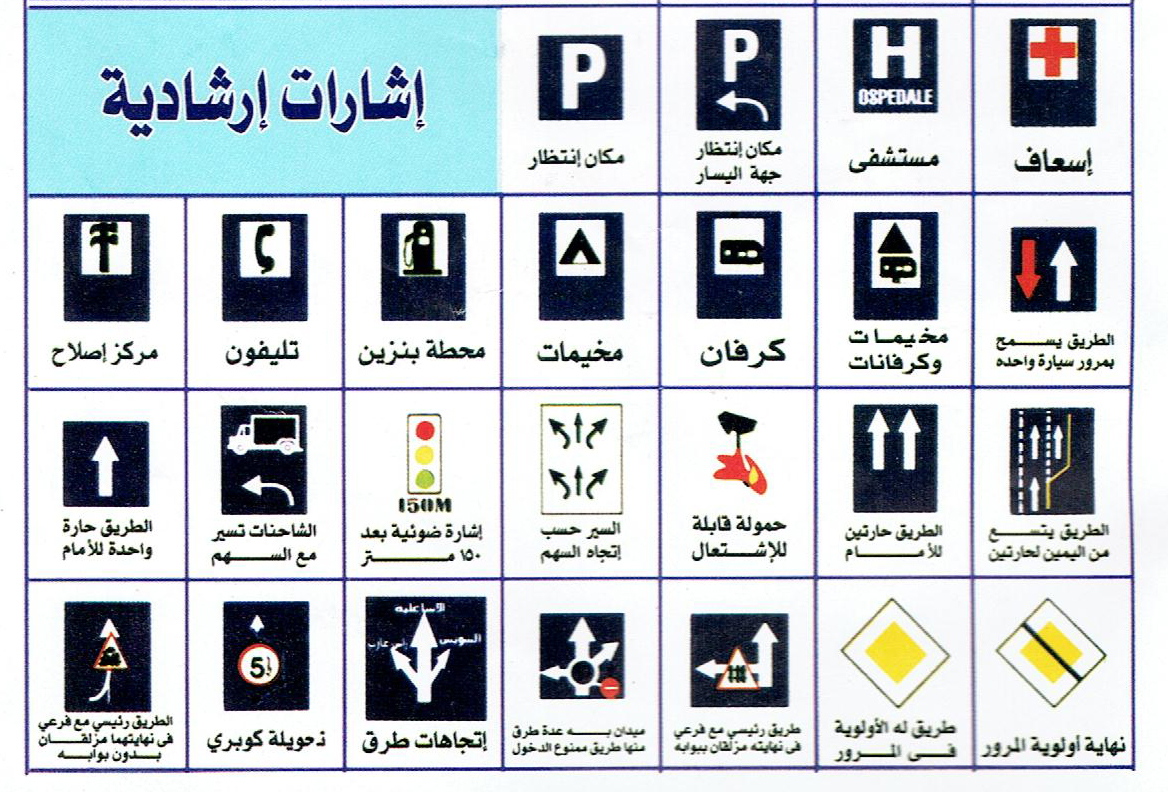 إشارات إرشادية
إسعاف
H
OSPEDALE
مستشفى
P
مكان إنتظار
جهة اليسار
P
مكان إنتظار
الطريق يسمح
بمرور سيارة واحده
مخيمات
وكرفانات
كرفان
مخيمات
محطة بنزين
تليفون
مركز إصلاح
الطريق يتسع
من اليمين لحارتين
الطريق حارتين
للأمام
حمولة قابلة
للإشتعال
السير حسب
إتجاه السهم
150M
إشارة ضوئية بعد
١٥٠ متر
الشاحنات تسير
مع السهم
الطريق حارة
واحدة للأمام
نهاية أولوية المرور
طريق له الأولوية
فى المرور
طريق رئيسي مع فرعي
فى نهايته مزلقان ببوابه
ميدان به عدة طرق
منها طريق ممنوع الدخول
السويس
إتجاهات طرق
5
ذحويلة كوبري
الطريق رئيسي مع فرعي
فى نهايتهما مزلقان
بدون بوابه